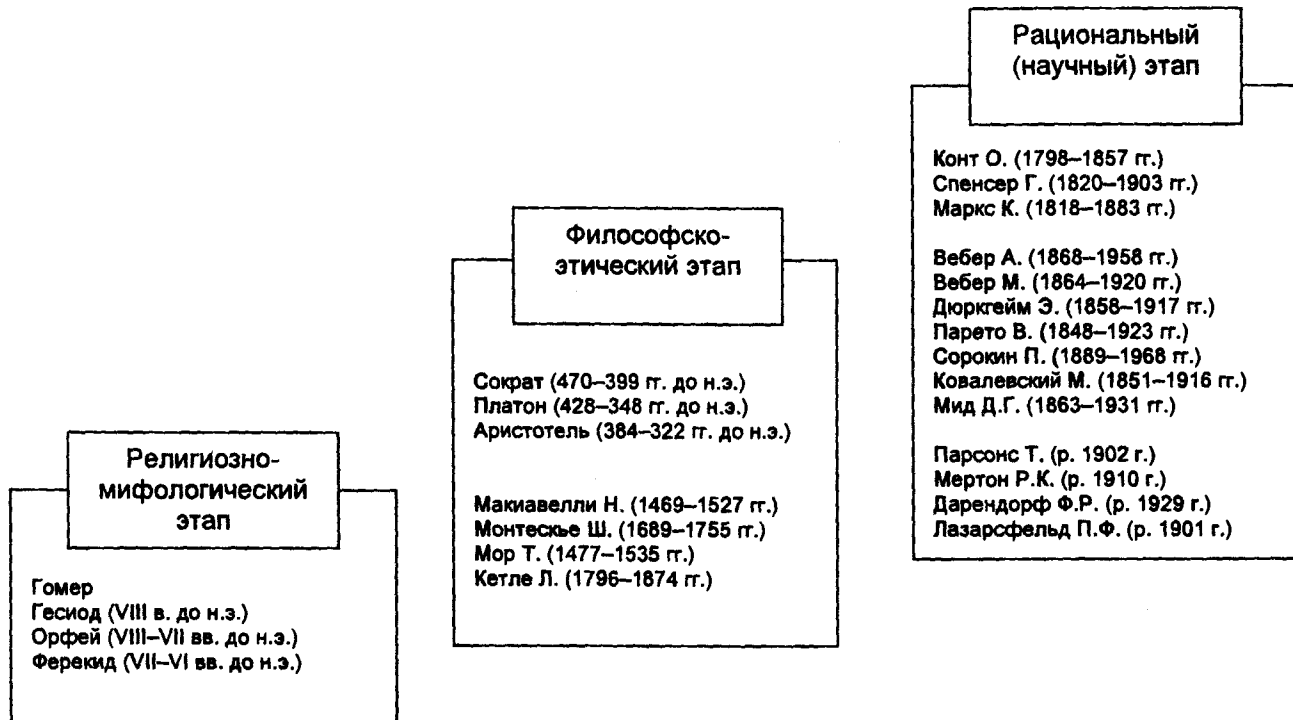 Рациональный
(научный) этап
Конт О. (1798–1857 гг.)
Спенсер Г. (1820–1903 гг.)
Маркс К. (1818–1883 гг.)
Вебер А. (1868–1958 гг.)
Вебер М. (1864–1920 гг.)
Дюркгейм Э. (1858–1917 гг.)
Парето В. (1848–1923 гг.)
Сорокин П. (1889–1968 гг.)
Ковалевский М. (1851–1916 гг.)
Мид Д.Г. (1863–1931 гг.)
Парсонс Т. (р. 1902 г.)
Мертон Р.К. (р. 1910 г.)
Дарендорф Ф.Р. (р. 1929 г.)
Лазарсфельд П.Ф. (р. 1901 г.)
Философско-
этический этап
Сократ (470–399 гг. до н.э.)
Платон (428–348 гг. до н.э.)
Аристотель (384–322 гг. до н.э.)
Макиавелли Н. (1469–1527 гг.)
Монтескье Ш. (1689–1755 гг.)
Мор Т. (1477–1535 гг.)
Кетле Л. (1796–1874 гг.)
Религиозно-
мифологический
этап
Гомер
Гесиод (VIII в. до н.э.)
Орфей (VIII–VII вв. до н.э.)
Ферекид (VII–VI вв. до н.э.)